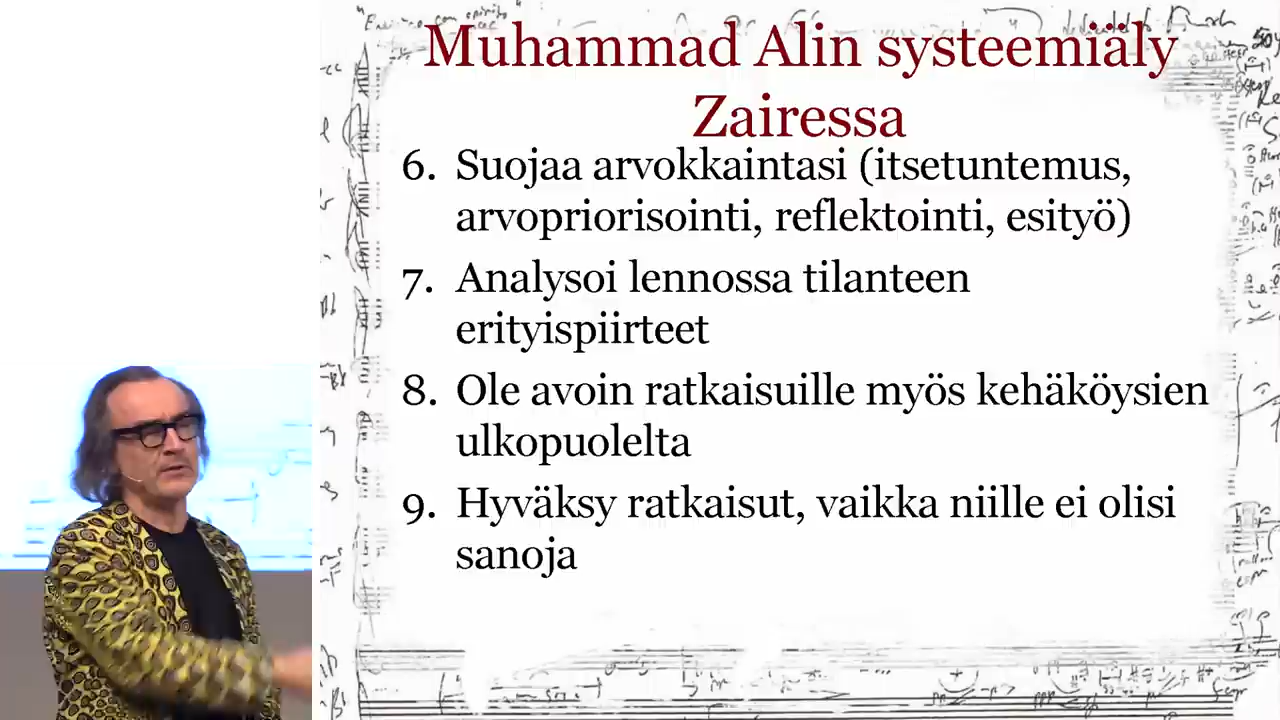 Muhammad Alin systeemiäly
Zairessa
6. Suojaa arvokkaintasi (itsetuntemus,
arvopriorisointi, reflektointi, esityö)
7. Analysoi lennossa tilanteen
erityispiirteet
8. Ole avoin ratkaisuille myös kehäköysien
ulkopuolelta
9. Hyväksy ratkaisut, vaikka niille ei olisi
sanoja